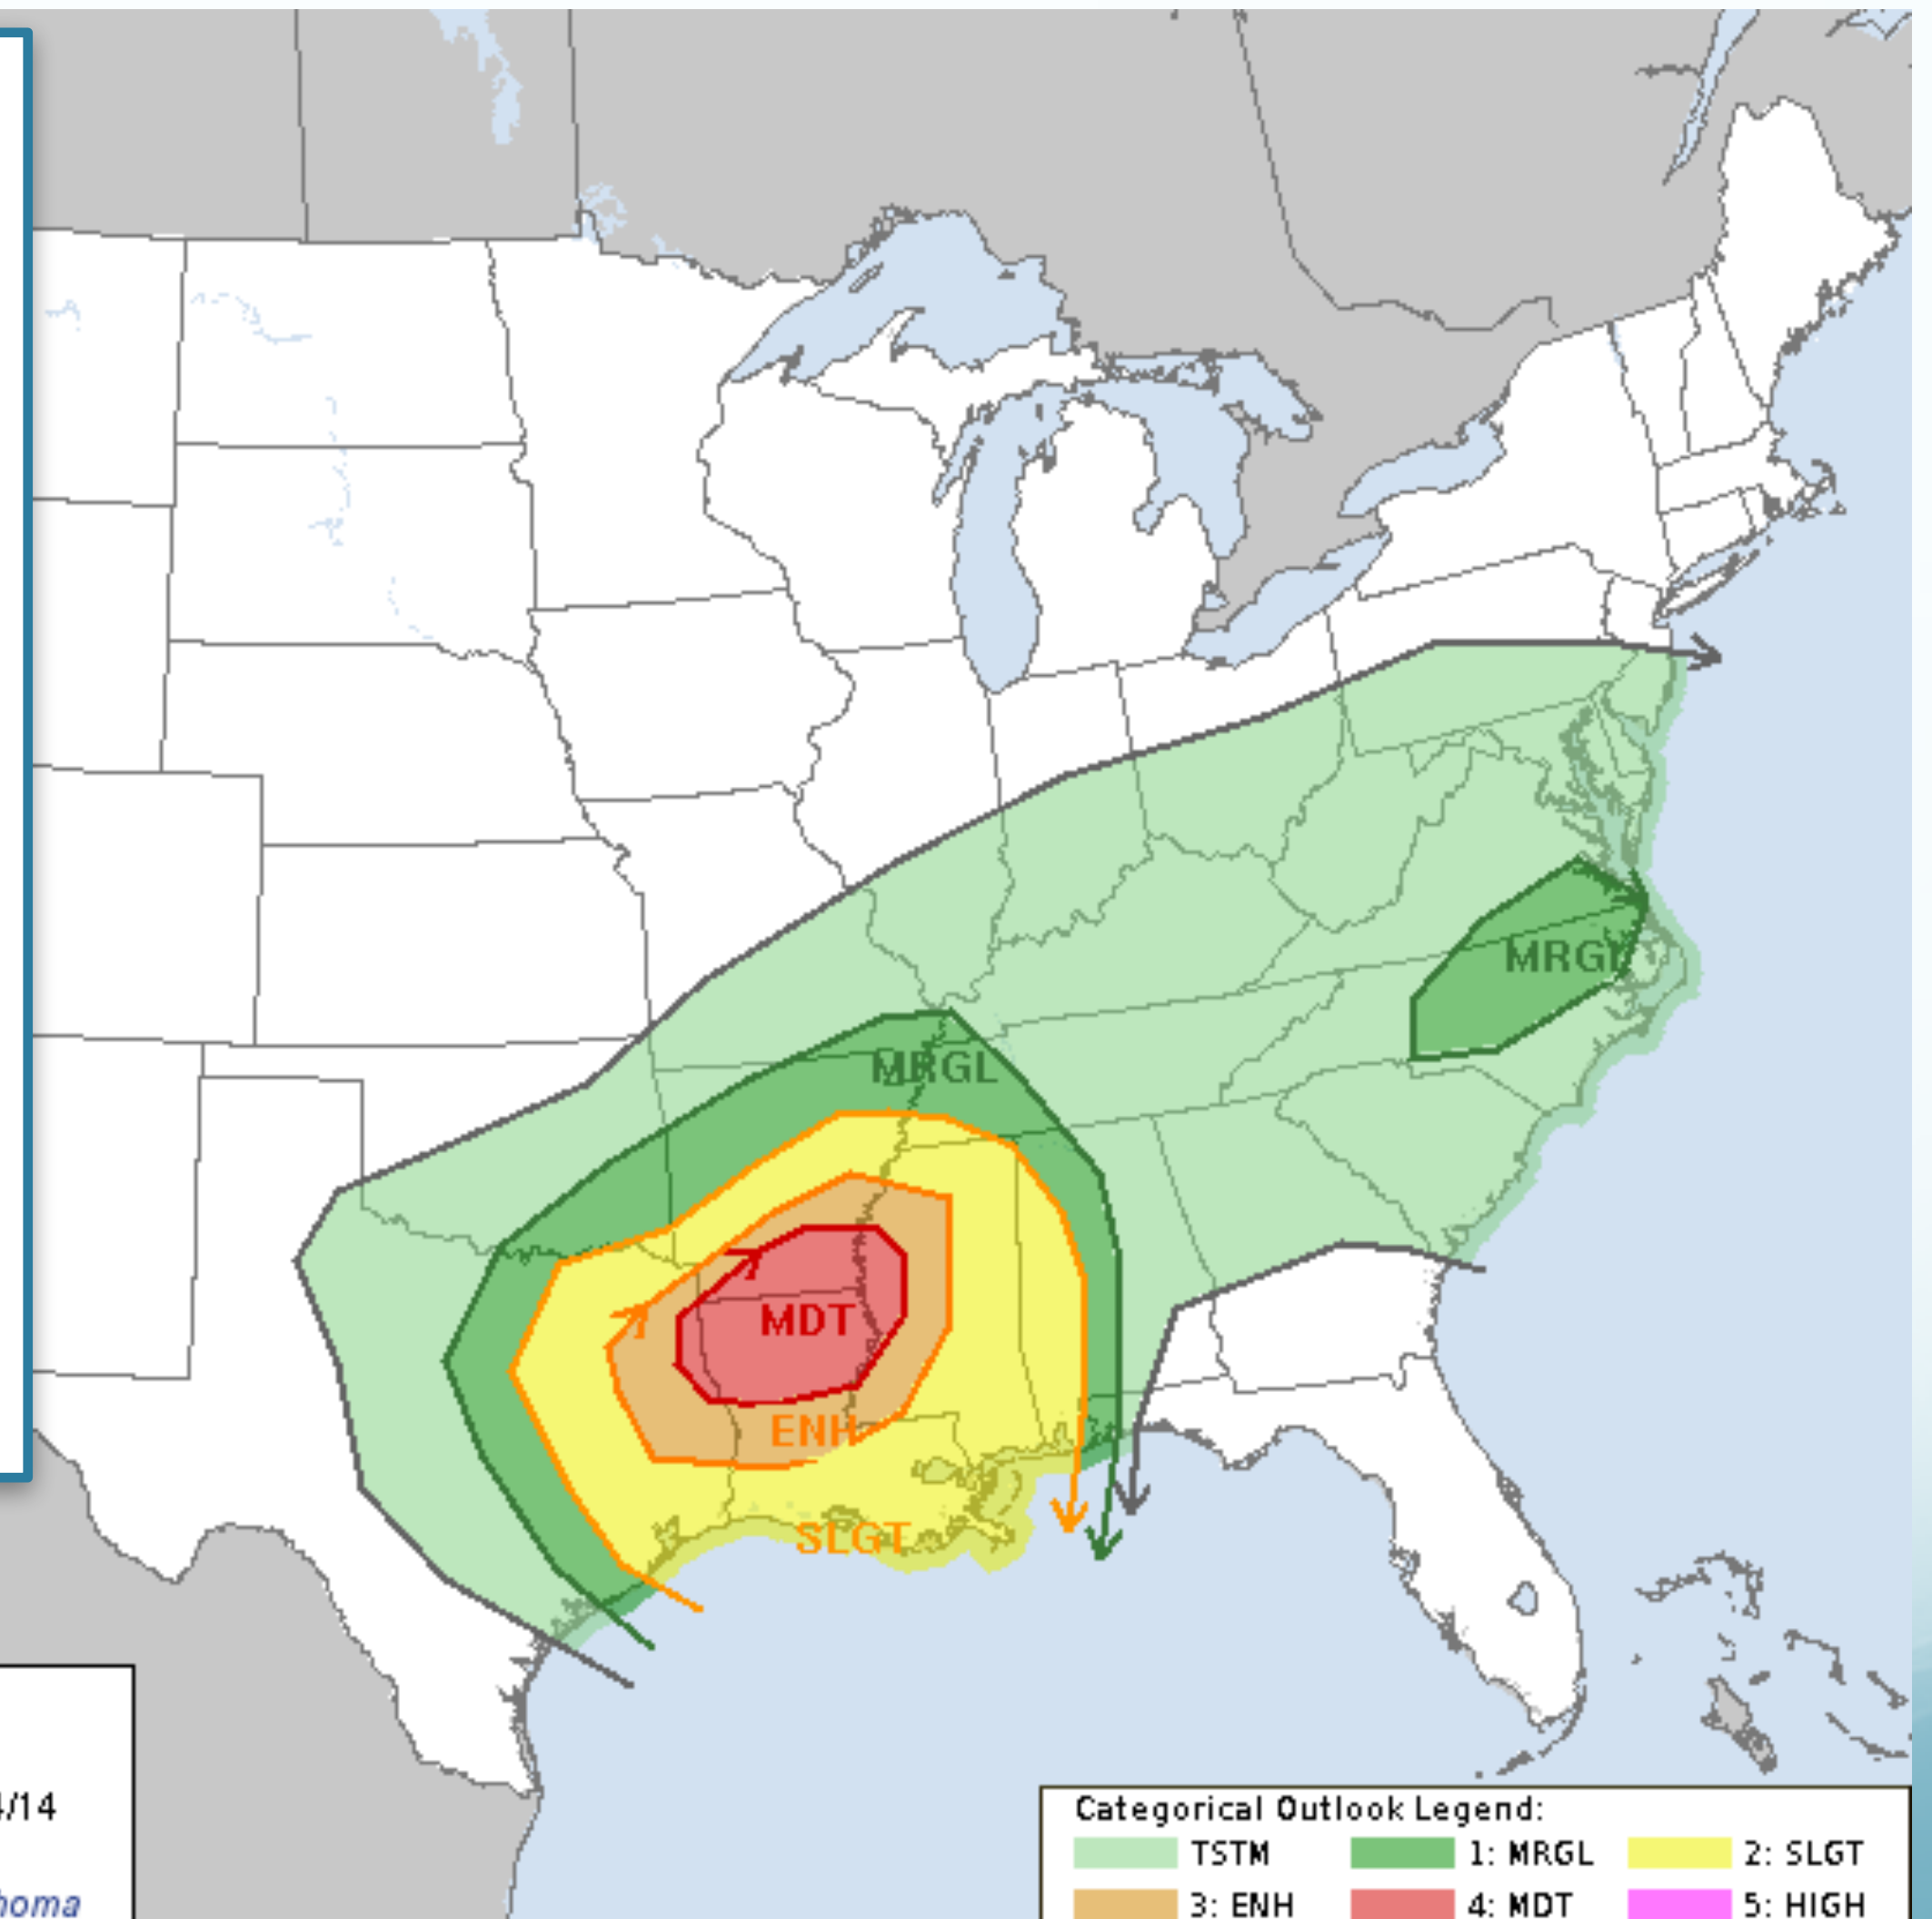 MRGL
MRGL
MDT
ENH
SLGT
4/14
homa
Categorical Outlook Legend:
TSTM 1: MRGL 2: SLGT
3: ENH 4: MDT 5: HIGH